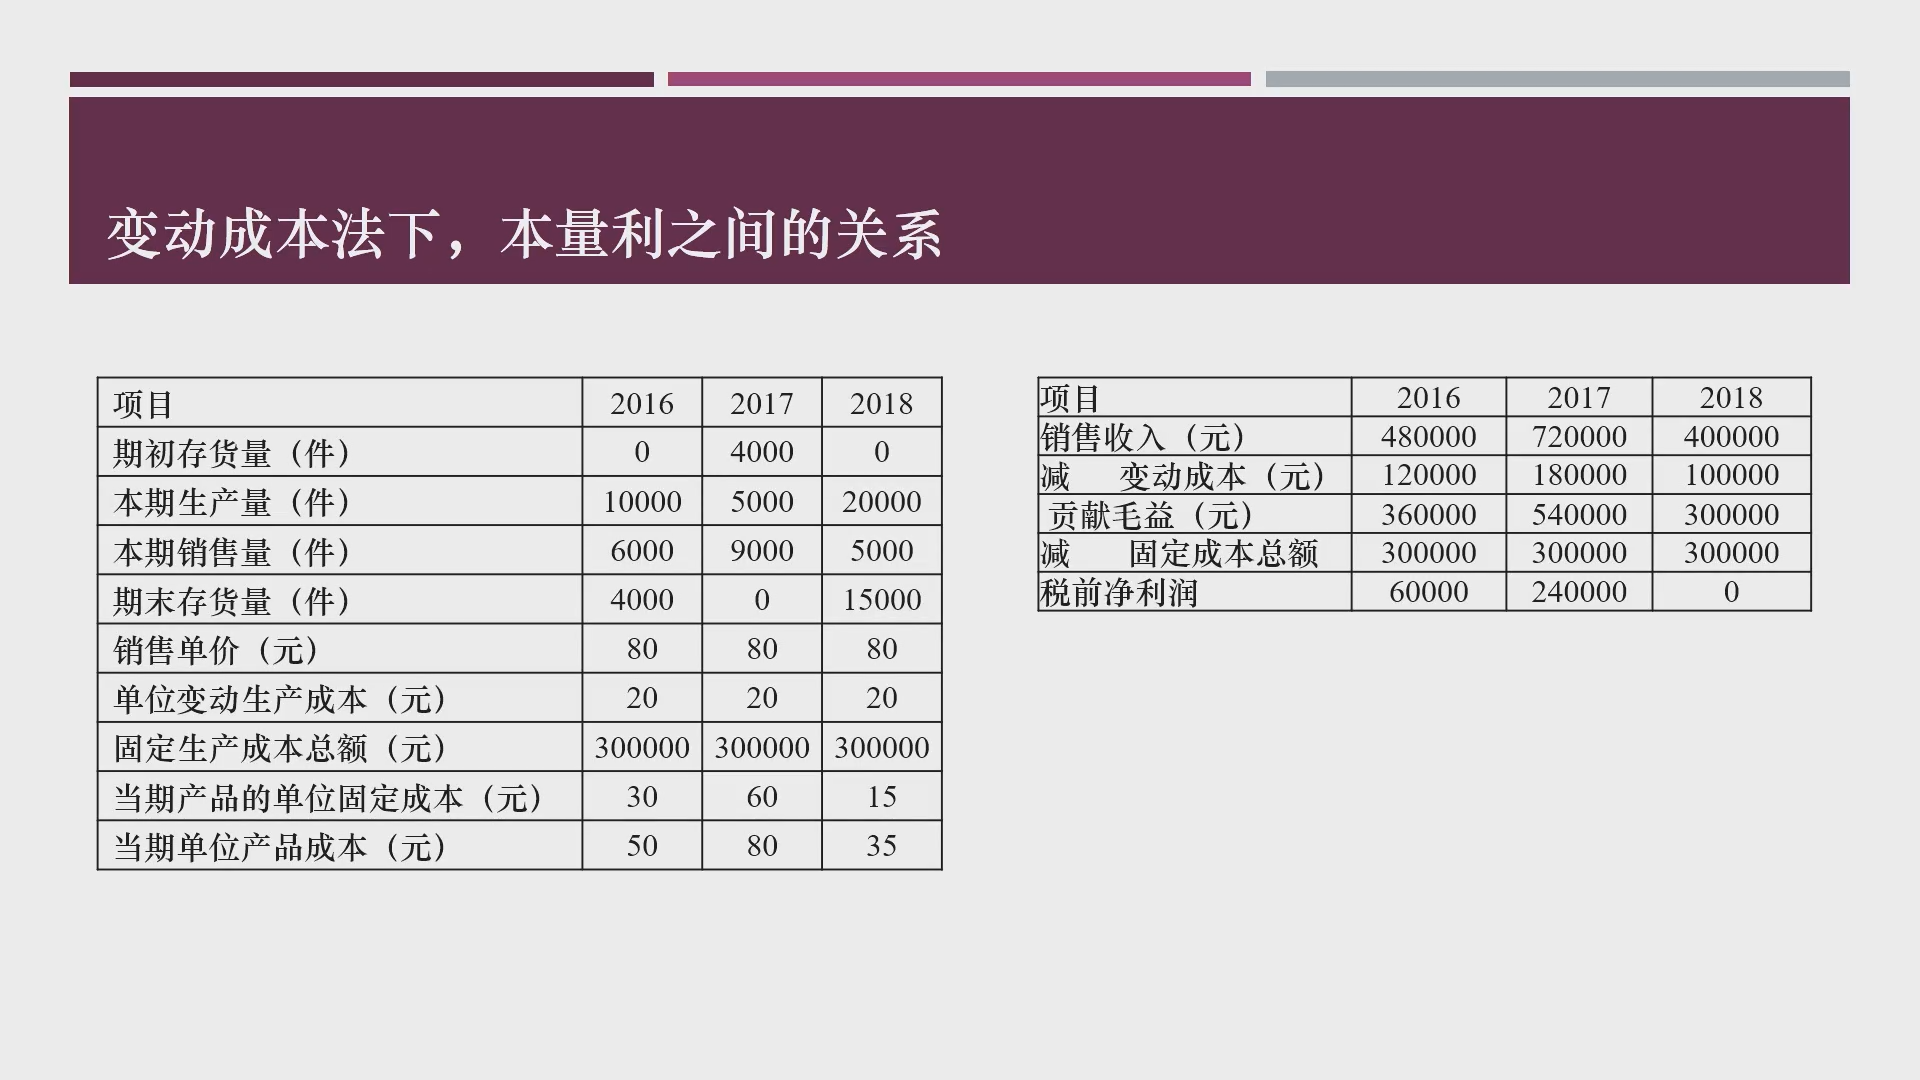 变动成本法下，本量利之间的关系
项目 2016 2017 2018
期初存货量（件） 0 4000 0
本期生产量（件） 10000 5000 20000
本期销售量（件） 6000 9000 5000
期末存货量（件） 4000 0 15000
销售单价（元） 80 80 80
单位变动生产成本（元） 20 20 20
固定生产成本总额（元） 300000 300000 300000
当期产品的单位固定成本（元） 30 60 15
当期单位产品成本（元） 50 80 35
项目 2016 2017 2018
销售收入（元） 480000 720000 400000
减 变动成本（元） 120000 180000 100000
贡献毛益（元） 360000 540000 300000
减 固定成本总额 300000 300000 300000
税前净利润 60000 240000 0